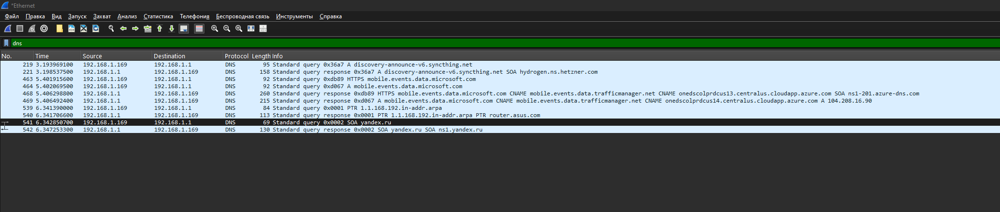 *Ethernet
Файл Правка Вид Запуск Захват Анализ Статистика Телефония Беспроводная связь Инструменты Справка
dns
No. Time Source Destination Protocol Length Info
219 3.193969100 192.168.1.169 192.168.1.1 DNS 95 Standard query 0x36a7 A discovery-announce-v6.syncthing.net
221 3.198537500 192.168.1.1 192.168.1.169 DNS 158 Standard query response 0x36a7 A discovery-announce-v6.syncthing.net SOA hydrogen.ns.hetzner.com
463 5.401915600 192.168.1.169 192.168.1.1 DNS 92 Standard query 0xdb89 HTTPS mobile.events.data.microsoft.com
464 5.402069500 192.168.1.169 192.168.1.1 DNS 92 Standard query 0xd067 A mobile.events.data.microsoft.com
468 5.406298800 192.168.1.1 192.168.1.169 DNS 260 Standard query response 0xdb89 HTTPS mobile.events.data.microsoft.com CNAME mobile.events.data.trafficmanager.net CNAME onedscolprdcus13.centralus.cloudapp.azure.com SOA ns1-201.azure-dns.com
469 5.406492400 192.168.1.1 192.168.1.169 DNS 215 Standard query response 0xd067 A mobile.events.data.microsoft.com CNAME mobile.events.data.trafficmanager.net CNAME onedscolprdcus14.centralus.cloudapp.azure.com A 104.208.16.90
539 6.341390000 192.168.1.169 192.168.1.1 DNS 84 Standard query 0x0001 PTR 1.1.168.192.in-addr.arpa
540 6.341706600 192.168.1.1 192.168.1.169 DNS 113 Standard query response 0x0001 PTR 1.1.168.192.in-addr.arpa PTR router.asus.com
541 6.342850700 192.168.1.169 192.168.1.1 DNS 69 Standard query 0x0002 SOA yandex.ru
542 6.347253300 192.168.1.1 192.168.1.169 DNS 130 Standard query response 0x0002 SOA yandex.ru SOA ns1.yandex.ru